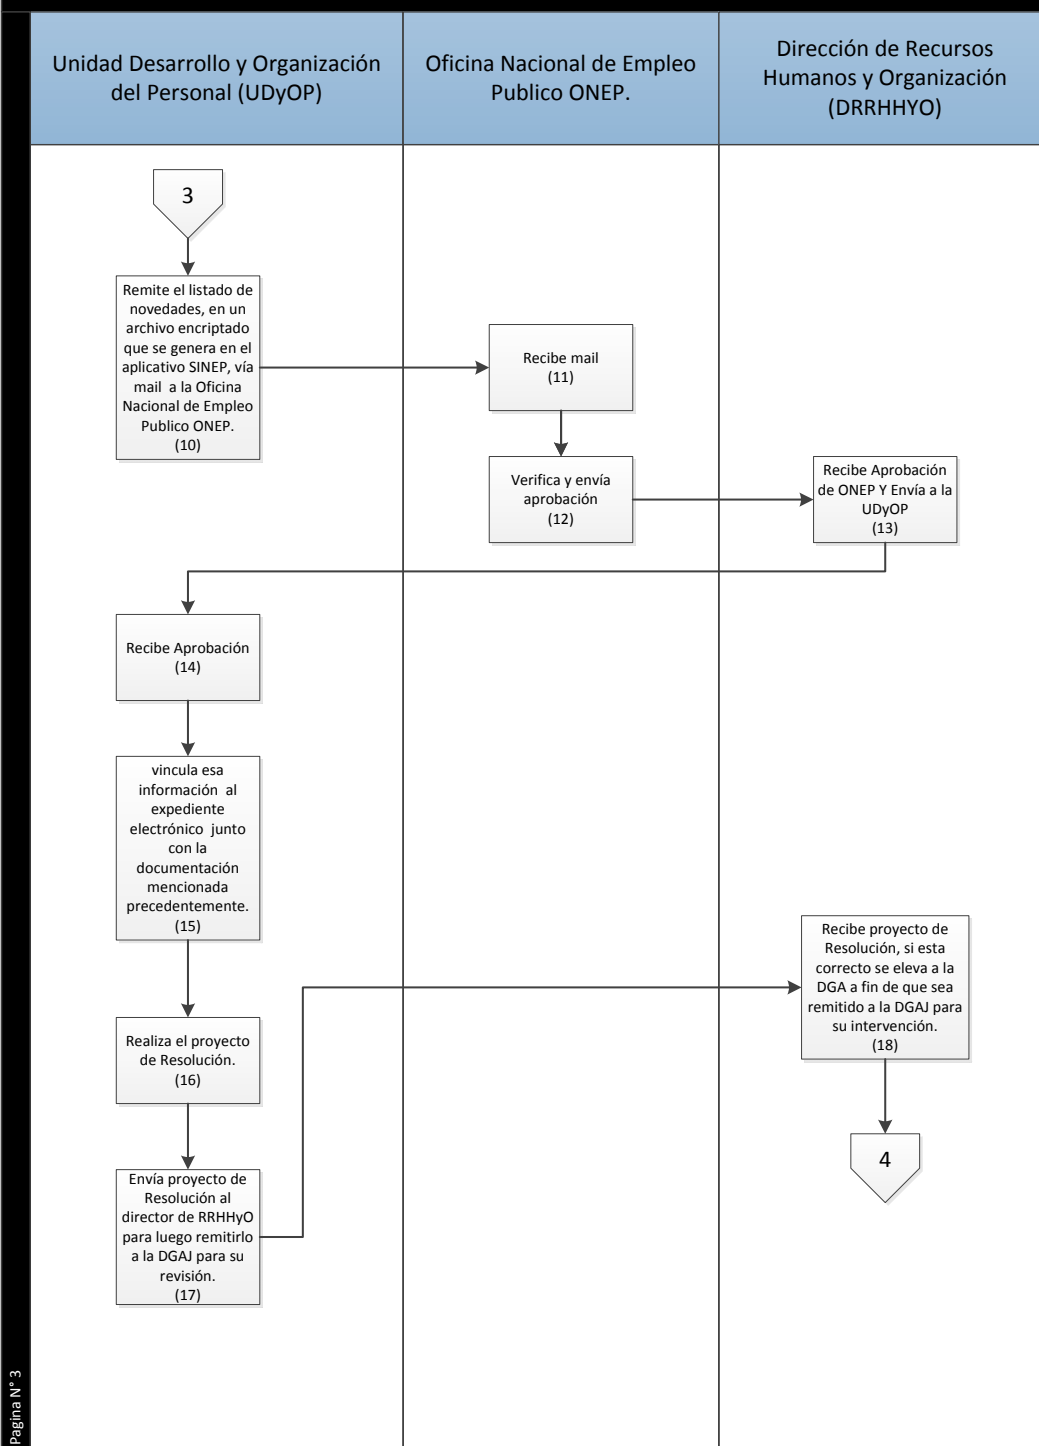 Unidad Desarrollo y Organización
del Personal (UDyOP)
Oficina Nacional de Empleo
Publico ONEP.
Dirección de Recursos
Humanos y Organización
(DRRHHYO)
3
Remite el listado de
novedades, en un
archivo encriptado
que se genera en el
aplicativo SINEP, vía
mail a la Oficina
Nacional de Empleo
Publico ONEP.
(10)
Recibe mail
(11)
Verifica y envía
aprobación
(12)
Recibe Aprobación
de ONEP Y Envía a la
UDyOP
(13)
Recibe Aprobación
(14)
vincula esa
información al
expediente
electrónico junto
con la
documentación
mencionada
precedentemente.
(15)
Realiza el proyecto
de Resolución.
(16)
Envía proyecto de
Resolución al
director de RRHHyO
para luego remitirlo
a la DGAJ para su
revisión.
(17)
Recibe proyecto de
Resolución, si esta
correcto se eleva a la
DGA a fin de que sea
remitido a la DGAJ para
su intervención.
(18)
4
Pagina N° 3